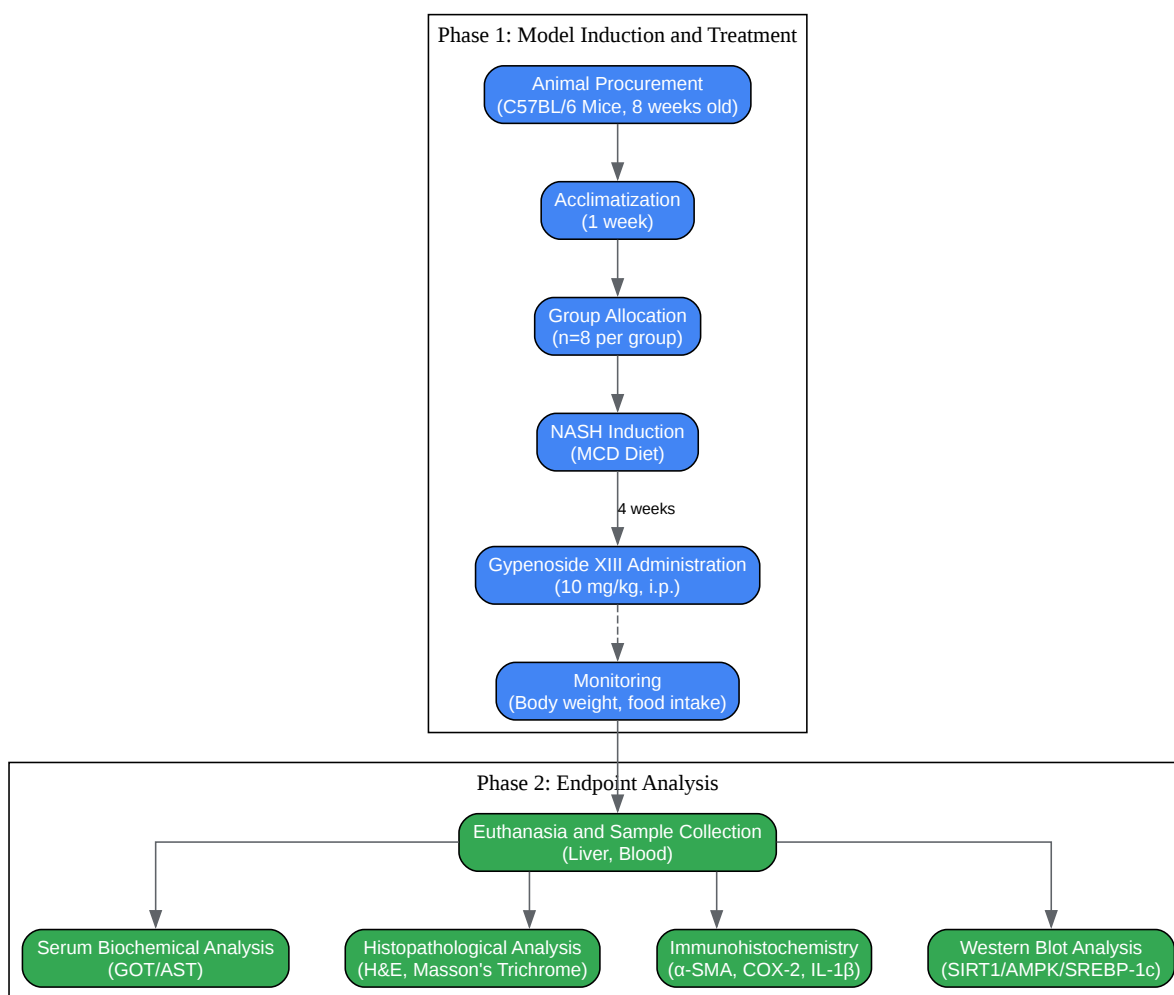 Phase 1: Model Induction and Treatment
Animal Procurement
(C57BL/6 Mice, 8 weeks old)
Acclimatization
(1 week)
Group Allocation
(n=8 per group)
NASH Induction
(MCD Diet)
4 weeks
Gypenoside XIII Administration
(10 mg/kg, i.p.)
Monitoring
(Body weight, food intake)
Phase 2: Endpoint Analysis
Euthanasia and Sample Collection
(Liver, Blood)
Serum Biochemical Analysis
(GOT/AST)
Histopathological Analysis
(H&E, Masson's Trichrome)
Immunohistochemistry
(α-SMA, COX-2, IL-1β)
Western Blot Analysis
(SIRT1/AMPK/SREBP-1c)